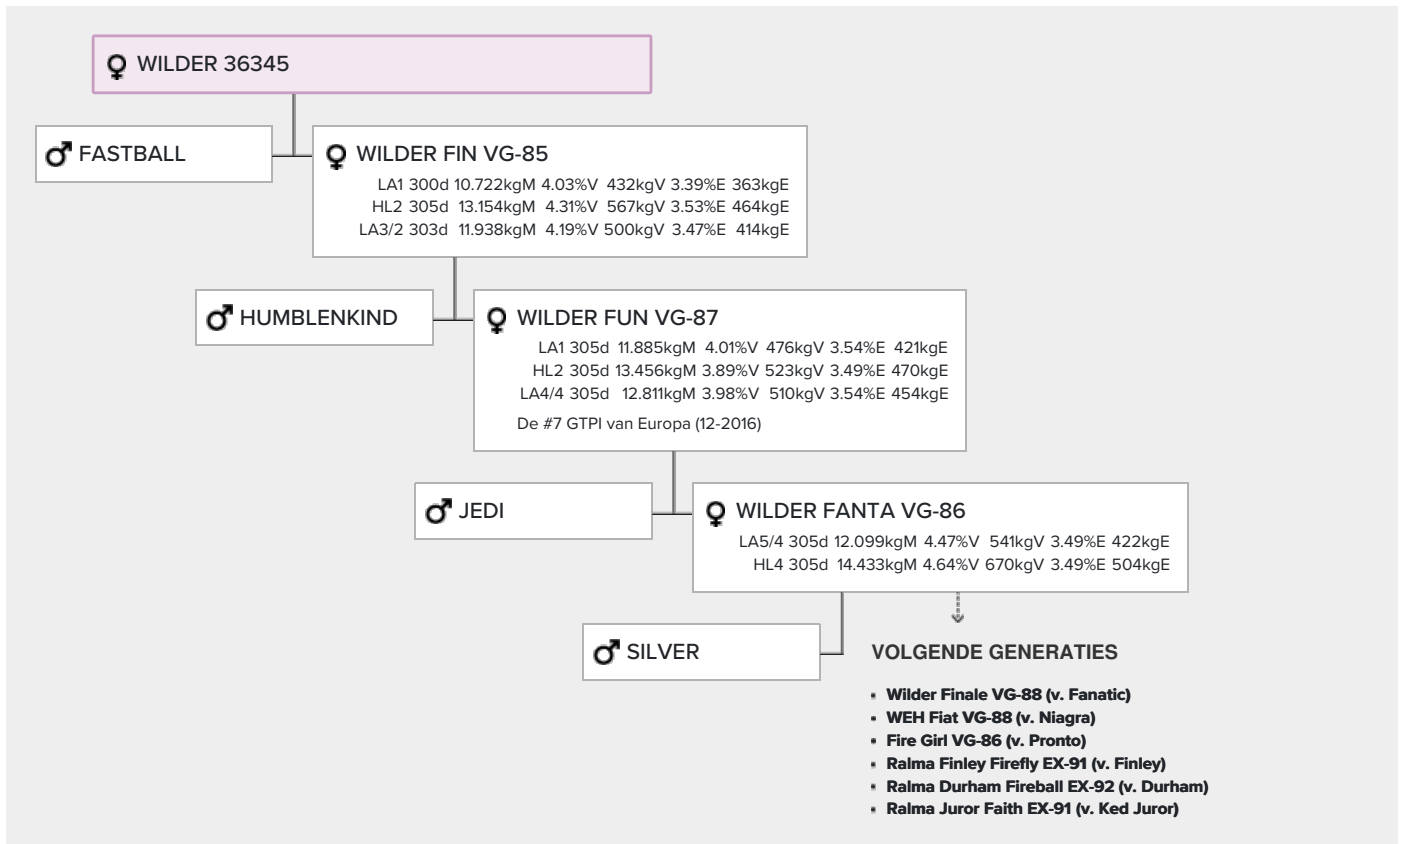 WILDER 36345
FASTBALL
WILDER FIN VG-85
LA1 300d 10.722kgM 4.03%V 432kgV 3.39%E 363kgE
HL2 305d 13.154kgM 4.31%V 567kgV 3.53%E 464kgE
LA3/2 303d 11.938kgM 4.19%V 500kgV 3.47%E 414kgE
HUMBLENKIND
WILDER FUN VG-87
LA1 305d 11.885kgM 4.01%V 476kgV 3.54%E 421kgE
HL2 305d 13.456kgM 3.89%V 523kgV 3.49%E 470kgE
LA4/4 305d 12.811kgM 3.98%V 510kgV 3.54%E 454kgE
De #7 GTPI van Europa (12-2016)
JEDI
WILDER FANTA VG-86
LA5/4 305d 12.099kgM 4.47%V 541kgV 3.49%E 422kgE
HL4 305d 14.433kgM 4.64%V 670kgV 3.49%E 504kgE
SILVER
VOLGENDE GENERATIES
▪ Wilder Finale VG-88 (v. Fanatic)
▪ WEH Fiat VG-88 (v. Niagra)
▪ Fire Girl VG-86 (v. Pronto)
▪ Ralma Finley Firefly EX-91 (v. Finley)
▪ Ralma Durham Fireball EX-92 (v. Durham)
▪ Ralma Juror Faith EX-91 (v. Ked Juror)